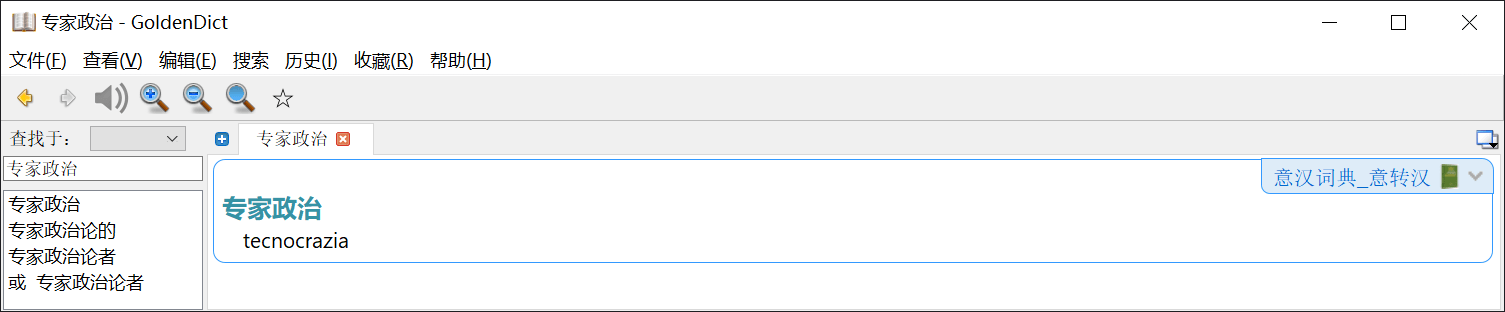 专家政治 - GoldenDict
文件(F) 查看(V) 编辑(E) 搜索 历史(I) 收藏(R) 帮助(H)
查找于：
专家政治
专家政治
专家政治
专家政治论的
专家政治论者
或 专家政治论者
意汉词典_意转汉
专家政治
tecnocrazia